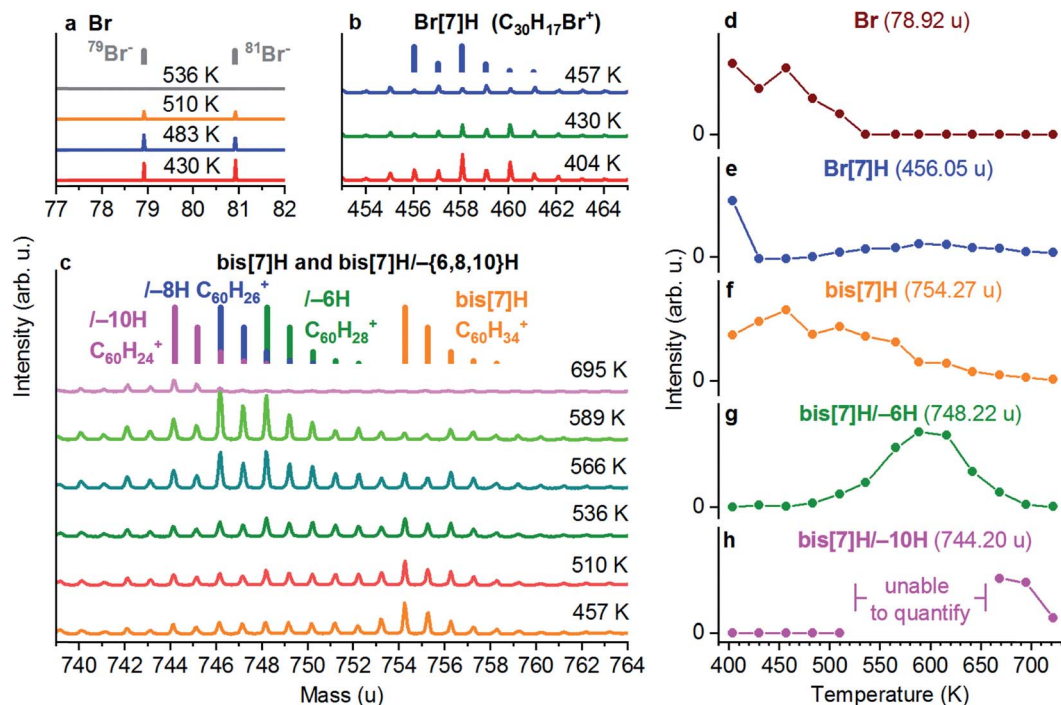 a Br
79Br-
81Br-
536 K
510 K
483 K
430 K
77 78 79 80 81 82
b Br[7]H (C30H17Br+)
457 K
430 K
404 K
454 456 458 460 462 464
Intensity (arb. u.)
c bis[7]H and bis[7]H/–{6,8,10}H
/–10H
C60H24+
/–8H C60H26+
/–6H
C60H28+
bis[7]H
C60H34+
695 K
589 K
566 K
536 K
510 K
457 K
740 742 744 746 748 750 752 754 756 758 760 762 764
Mass (u)
Intensity (arb. u.)
d Br (78.92 u)
0
e Br[7]H (456.05 u)
0
f bis[7]H (754.27 u)
0
g bis[7]H/–6H (748.22 u)
0
h bis[7]H/–10H (744.20 u)
unable
to quantify
0
400 450 500 550 600 650 700
Temperature (K)